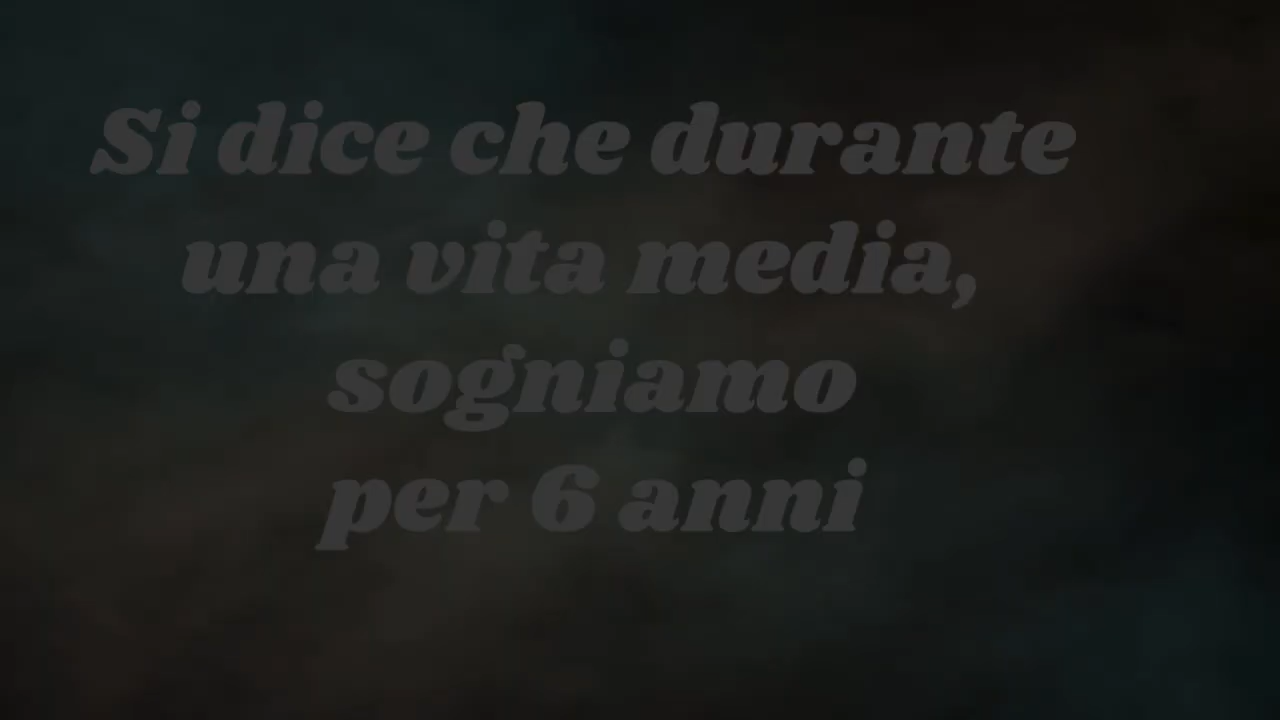 Si dice che durante
una vita media,
sogniamo
per 6 anni